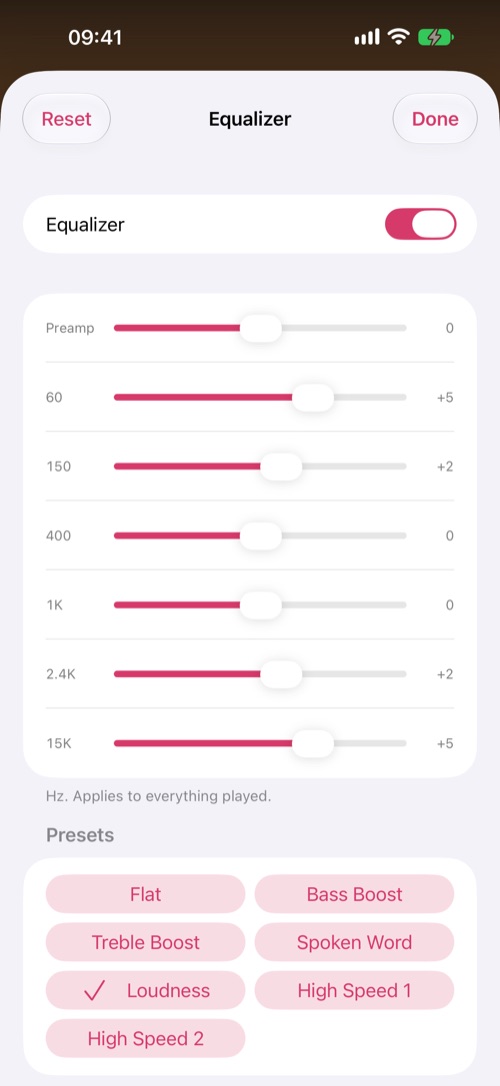 09:41
Reset Equalizer Done
Equalizer
Preamp 0
60 +5
150 +2
400 0
1K 0
2.4K +2
15K +5
Hz. Applies to everything played.
Presets
Flat Bass Boost
Treble Boost Spoken Word
Loudness High Speed 1
High Speed 2